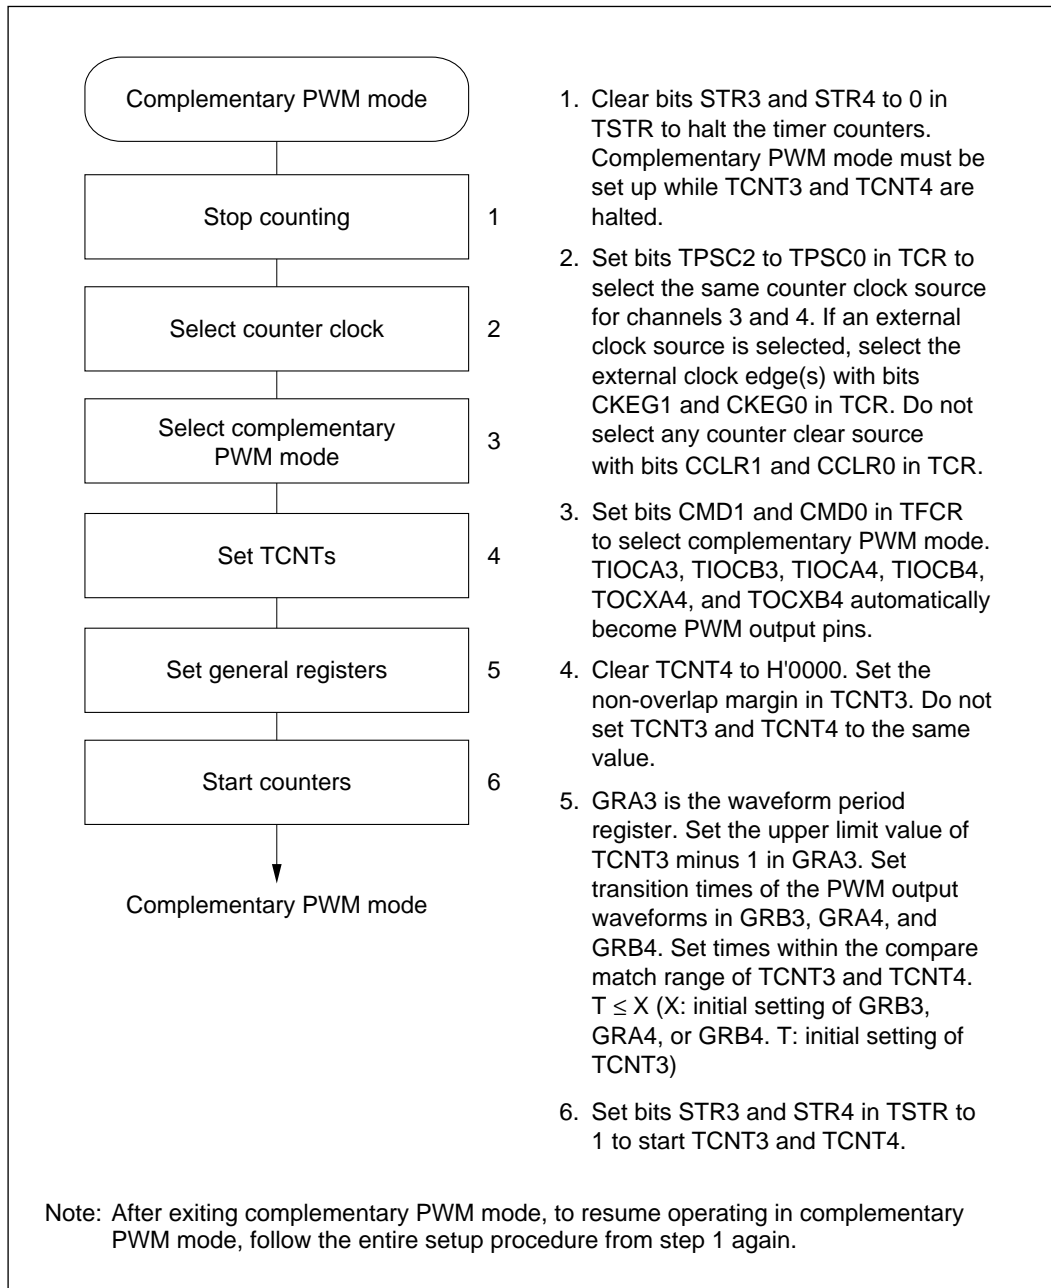 Complementary PWM mode
Stop counting
1
Select counter clock
2
Select complementary
PWM mode
3
Set TCNTs
4
Set general registers
5
Start counters
6
Complementary PWM mode
1. Clear bits STR3 and STR4 to 0 in
TSTR to halt the timer counters.
Complementary PWM mode must be
set up while TCNT3 and TCNT4 are
halted.
2. Set bits TPSC2 to TPSC0 in TCR to
select the same counter clock source
for channels 3 and 4. If an external
clock source is selected, select the
external clock edge(s) with bits
CKEG1 and CKEG0 in TCR. Do not
select any counter clear source
with bits CCLR1 and CCLR0 in TCR.
3. Set bits CMD1 and CMD0 in TFCR
to select complementary PWM mode.
TIOCA3, TIOCB3, TIOCA4, TIOCB4,
TOCXA4, and TOCXB4 automatically
become PWM output pins.
4. Clear TCNT4 to H'0000. Set the
non-overlap margin in TCNT3. Do not
set TCNT3 and TCNT4 to the same
value.
5. GRA3 is the waveform period
register. Set the upper limit value of
TCNT3 minus 1 in GRA3. Set
transition times of the PWM output
waveforms in GRB3, GRA4, and
GRB4. Set times within the compare
match range of TCNT3 and TCNT4.
T ≤ X (X: initial setting of GRB3,
GRA4, or GRB4. T: initial setting of
TCNT3)
6. Set bits STR3 and STR4 in TSTR to
1 to start TCNT3 and TCNT4.
Note: After exiting complementary PWM mode, to resume operating in complementary
PWM mode, follow the entire setup procedure from step 1 again.